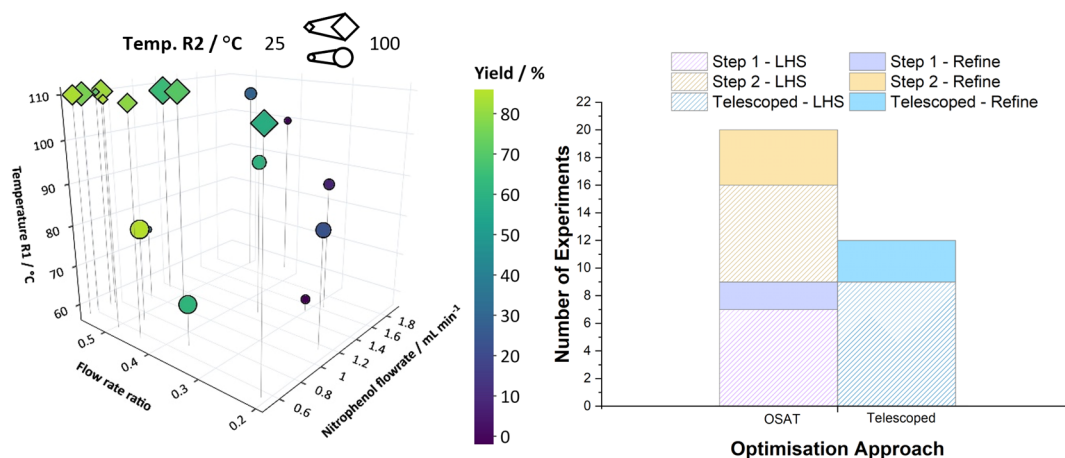 Temp. R2 / °C 25 100
Yield / %
110
100
90
80
70
60
Temperature R1 / °C
0.5
0.4
0.3
0.2
Flow rate ratio
0.6
0.8
1
1.2
1.4
1.6
1.8
Nitrophenol flowrate / mL min⁻¹
80
70
60
50
40
30
20
10
0
Step 1 - LHS
Step 1 - Refine
Step 2 - LHS
Step 2 - Refine
Telescoped - LHS
Telescoped - Refine
22
20
18
16
14
12
10
8
6
4
2
0
Number of Experiments
OSAT
Telescoped
Optimisation Approach